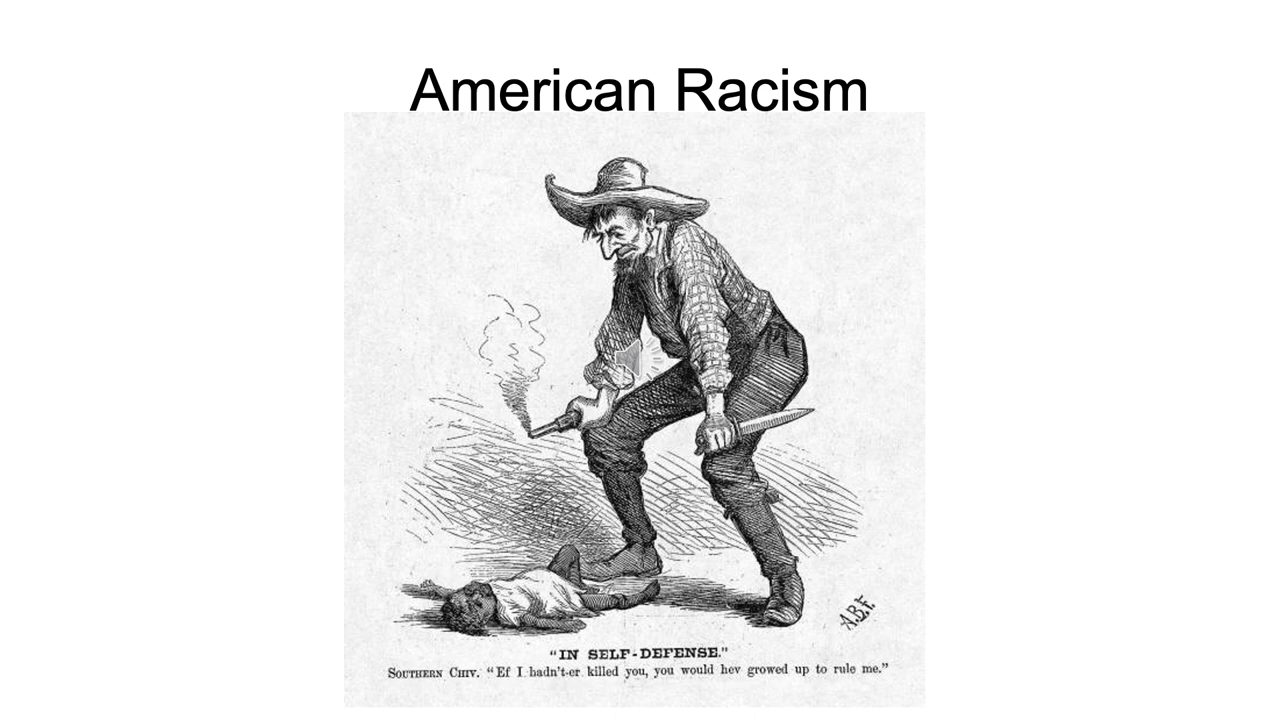 American Racism
A.B.F.
"IN SELF-DEFENSE."
SOUTHERN CHIV. "Ef I hadn't-er killed you, you would hev growed up to rule me."